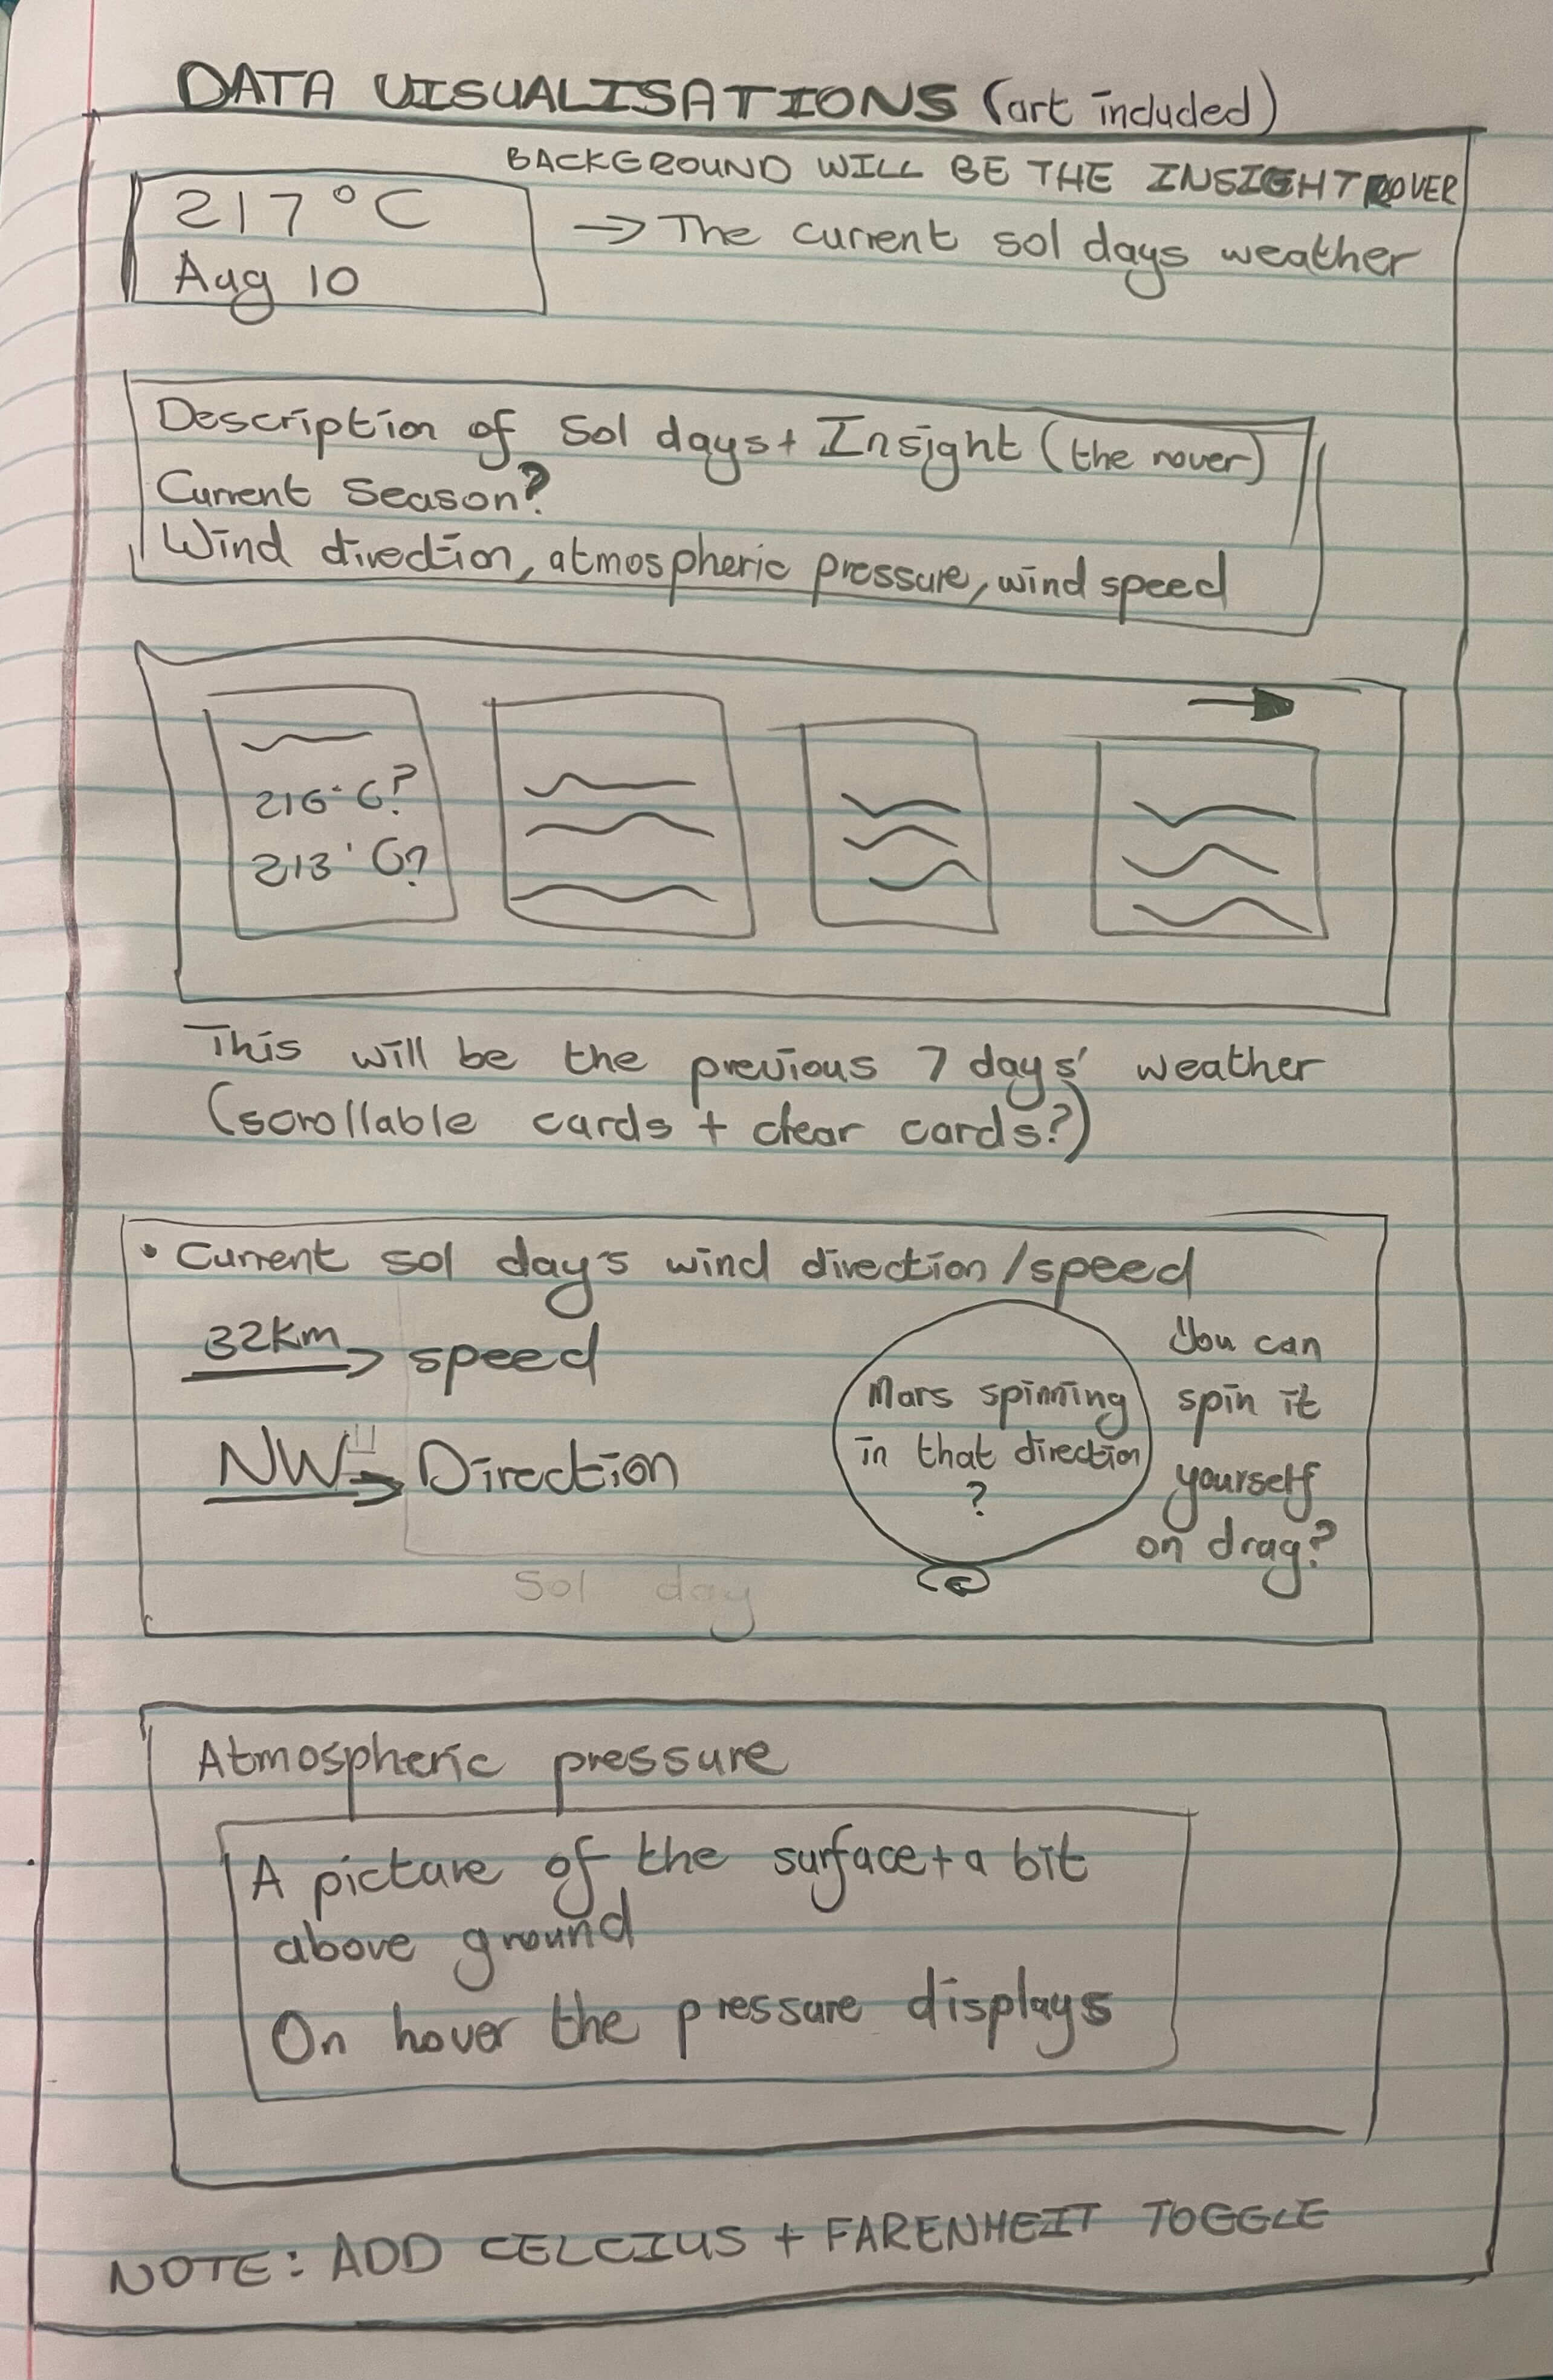 DATA VISUALISATIONS (art included)
BACKGROUND WILL BE THE INSIGHT ROVER
217°C
Aug 10
→ The current sol days weather
Description of Sol days + Insight (the rover)
Current Season?
Wind direction, atmospheric pressure, wind speed
216°C?
213°C?
This will be the previous 7 days' weather
(scrollable cards + clear cards?)
• Current sol day's wind direction/speed
32km → speed
NW → Direction
Mars spinning
in that direction
?
You can
spin it
yourself
on drag?
Sol day
Atmospheric pressure
A picture of the surface + a bit
above ground
On hover the pressure displays
NOTE: ADD CELCIUS + FARENHEIT TOGGLE